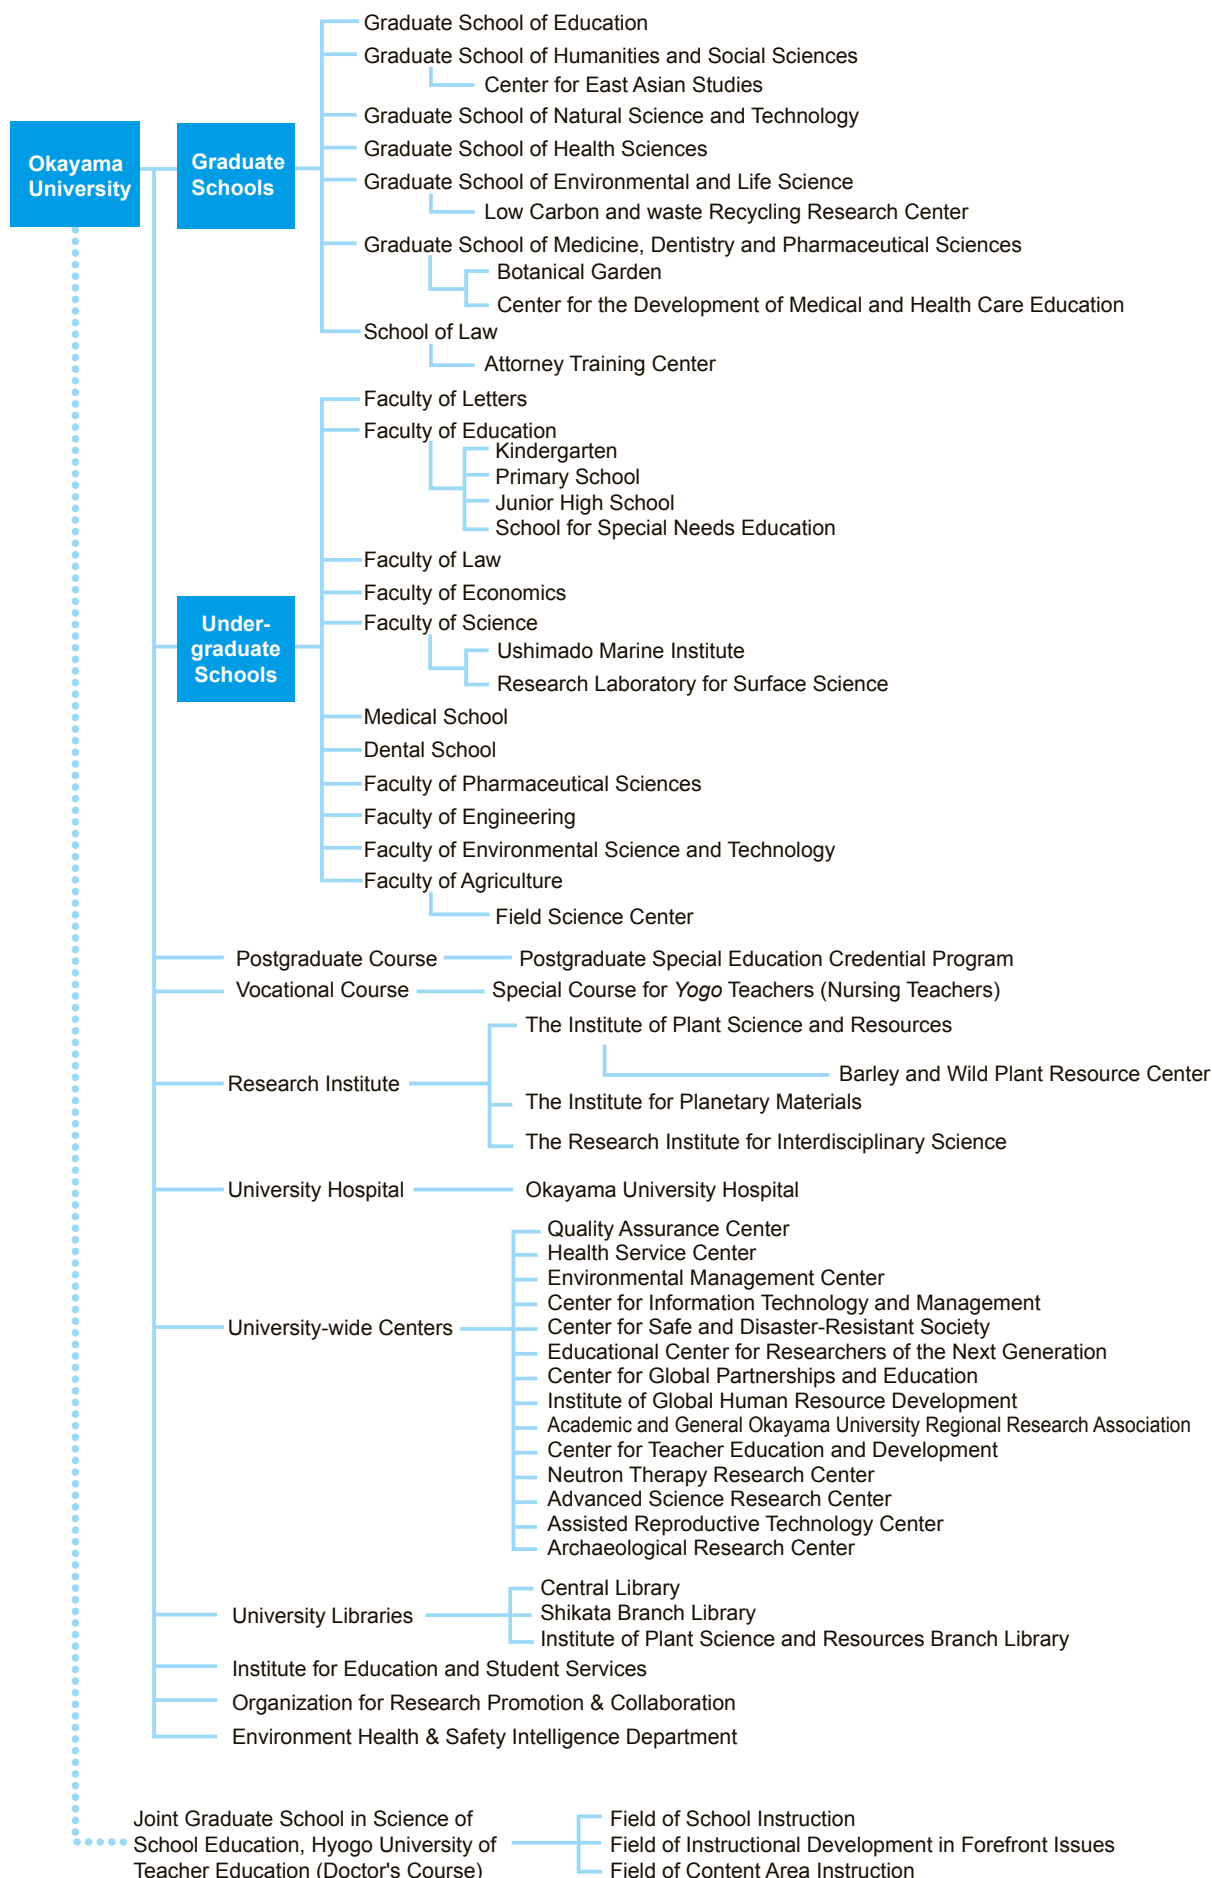 Okayama
University
Graduate
Schools
Graduate School of Education
Graduate School of Humanities and Social Sciences
Center for East Asian Studies
Graduate School of Natural Science and Technology
Graduate School of Health Sciences
Graduate School of Environmental and Life Science
Low Carbon and waste Recycling Research Center
Graduate School of Medicine, Dentistry and Pharmaceutical Sciences
Botanical Garden
Center for the Development of Medical and Health Care Education
School of Law
Attorney Training Center
Under-
graduate
Schools
Faculty of Letters
Faculty of Education
Kindergarten
Primary School
Junior High School
School for Special Needs Education
Faculty of Law
Faculty of Economics
Faculty of Science
Ushimado Marine Institute
Research Laboratory for Surface Science
Medical School
Dental School
Faculty of Pharmaceutical Sciences
Faculty of Engineering
Faculty of Environmental Science and Technology
Faculty of Agriculture
Field Science Center
Postgraduate Course
Postgraduate Special Education Credential Program
Vocational Course
Special Course for Yogo Teachers (Nursing Teachers)
Research Institute
The Institute of Plant Science and Resources
Barley and Wild Plant Resource Center
The Institute for Planetary Materials
The Research Institute for Interdisciplinary Science
University Hospital
Okayama University Hospital
University-wide Centers
Quality Assurance Center
Health Service Center
Environmental Management Center
Center for Information Technology and Management
Center for Safe and Disaster-Resistant Society
Educational Center for Researchers of the Next Generation
Center for Global Partnerships and Education
Institute of Global Human Resource Development
Academic and General Okayama University Regional Research Association
Center for Teacher Education and Development
Neutron Therapy Research Center
Advanced Science Research Center
Assisted Reproductive Technology Center
Archaeological Research Center
University Libraries
Central Library
Shikata Branch Library
Institute of Plant Science and Resources Branch Library
Institute for Education and Student Services
Organization for Research Promotion & Collaboration
Environment Health & Safety Intelligence Department
Joint Graduate School in Science of
School Education, Hyogo University of
Teacher Education (Doctor's Course)
Field of School Instruction
Field of Instructional Development in Forefront Issues
Field of Content Area Instruction